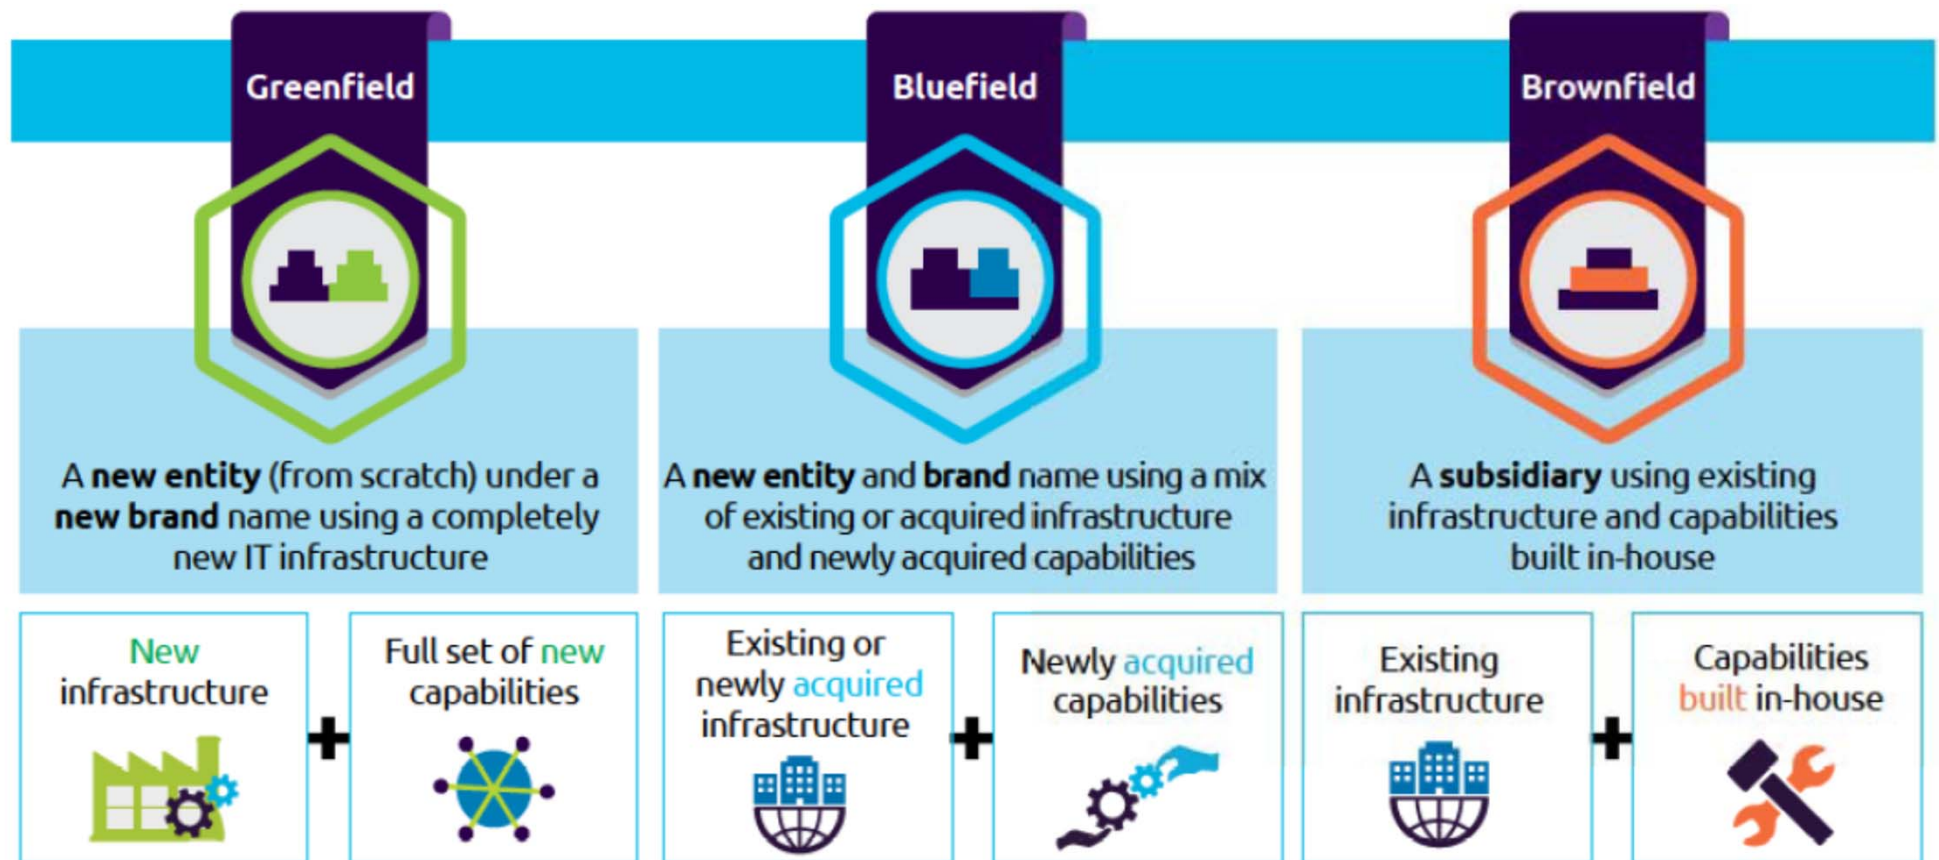 Greenfield
Bluefield
Brownfield
A new entity (from scratch) under a
new brand name using a completely
new IT infrastructure
A new entity and brand name using a mix
of existing or acquired infrastructure
and newly acquired capabilities
A subsidiary using existing
infrastructure and capabilities
built in-house
New
infrastructure
+
Full set of new
capabilities
Existing or
newly acquired
infrastructure
+
Newly acquired
capabilities
Existing
infrastructure
+
Capabilities
built in-house